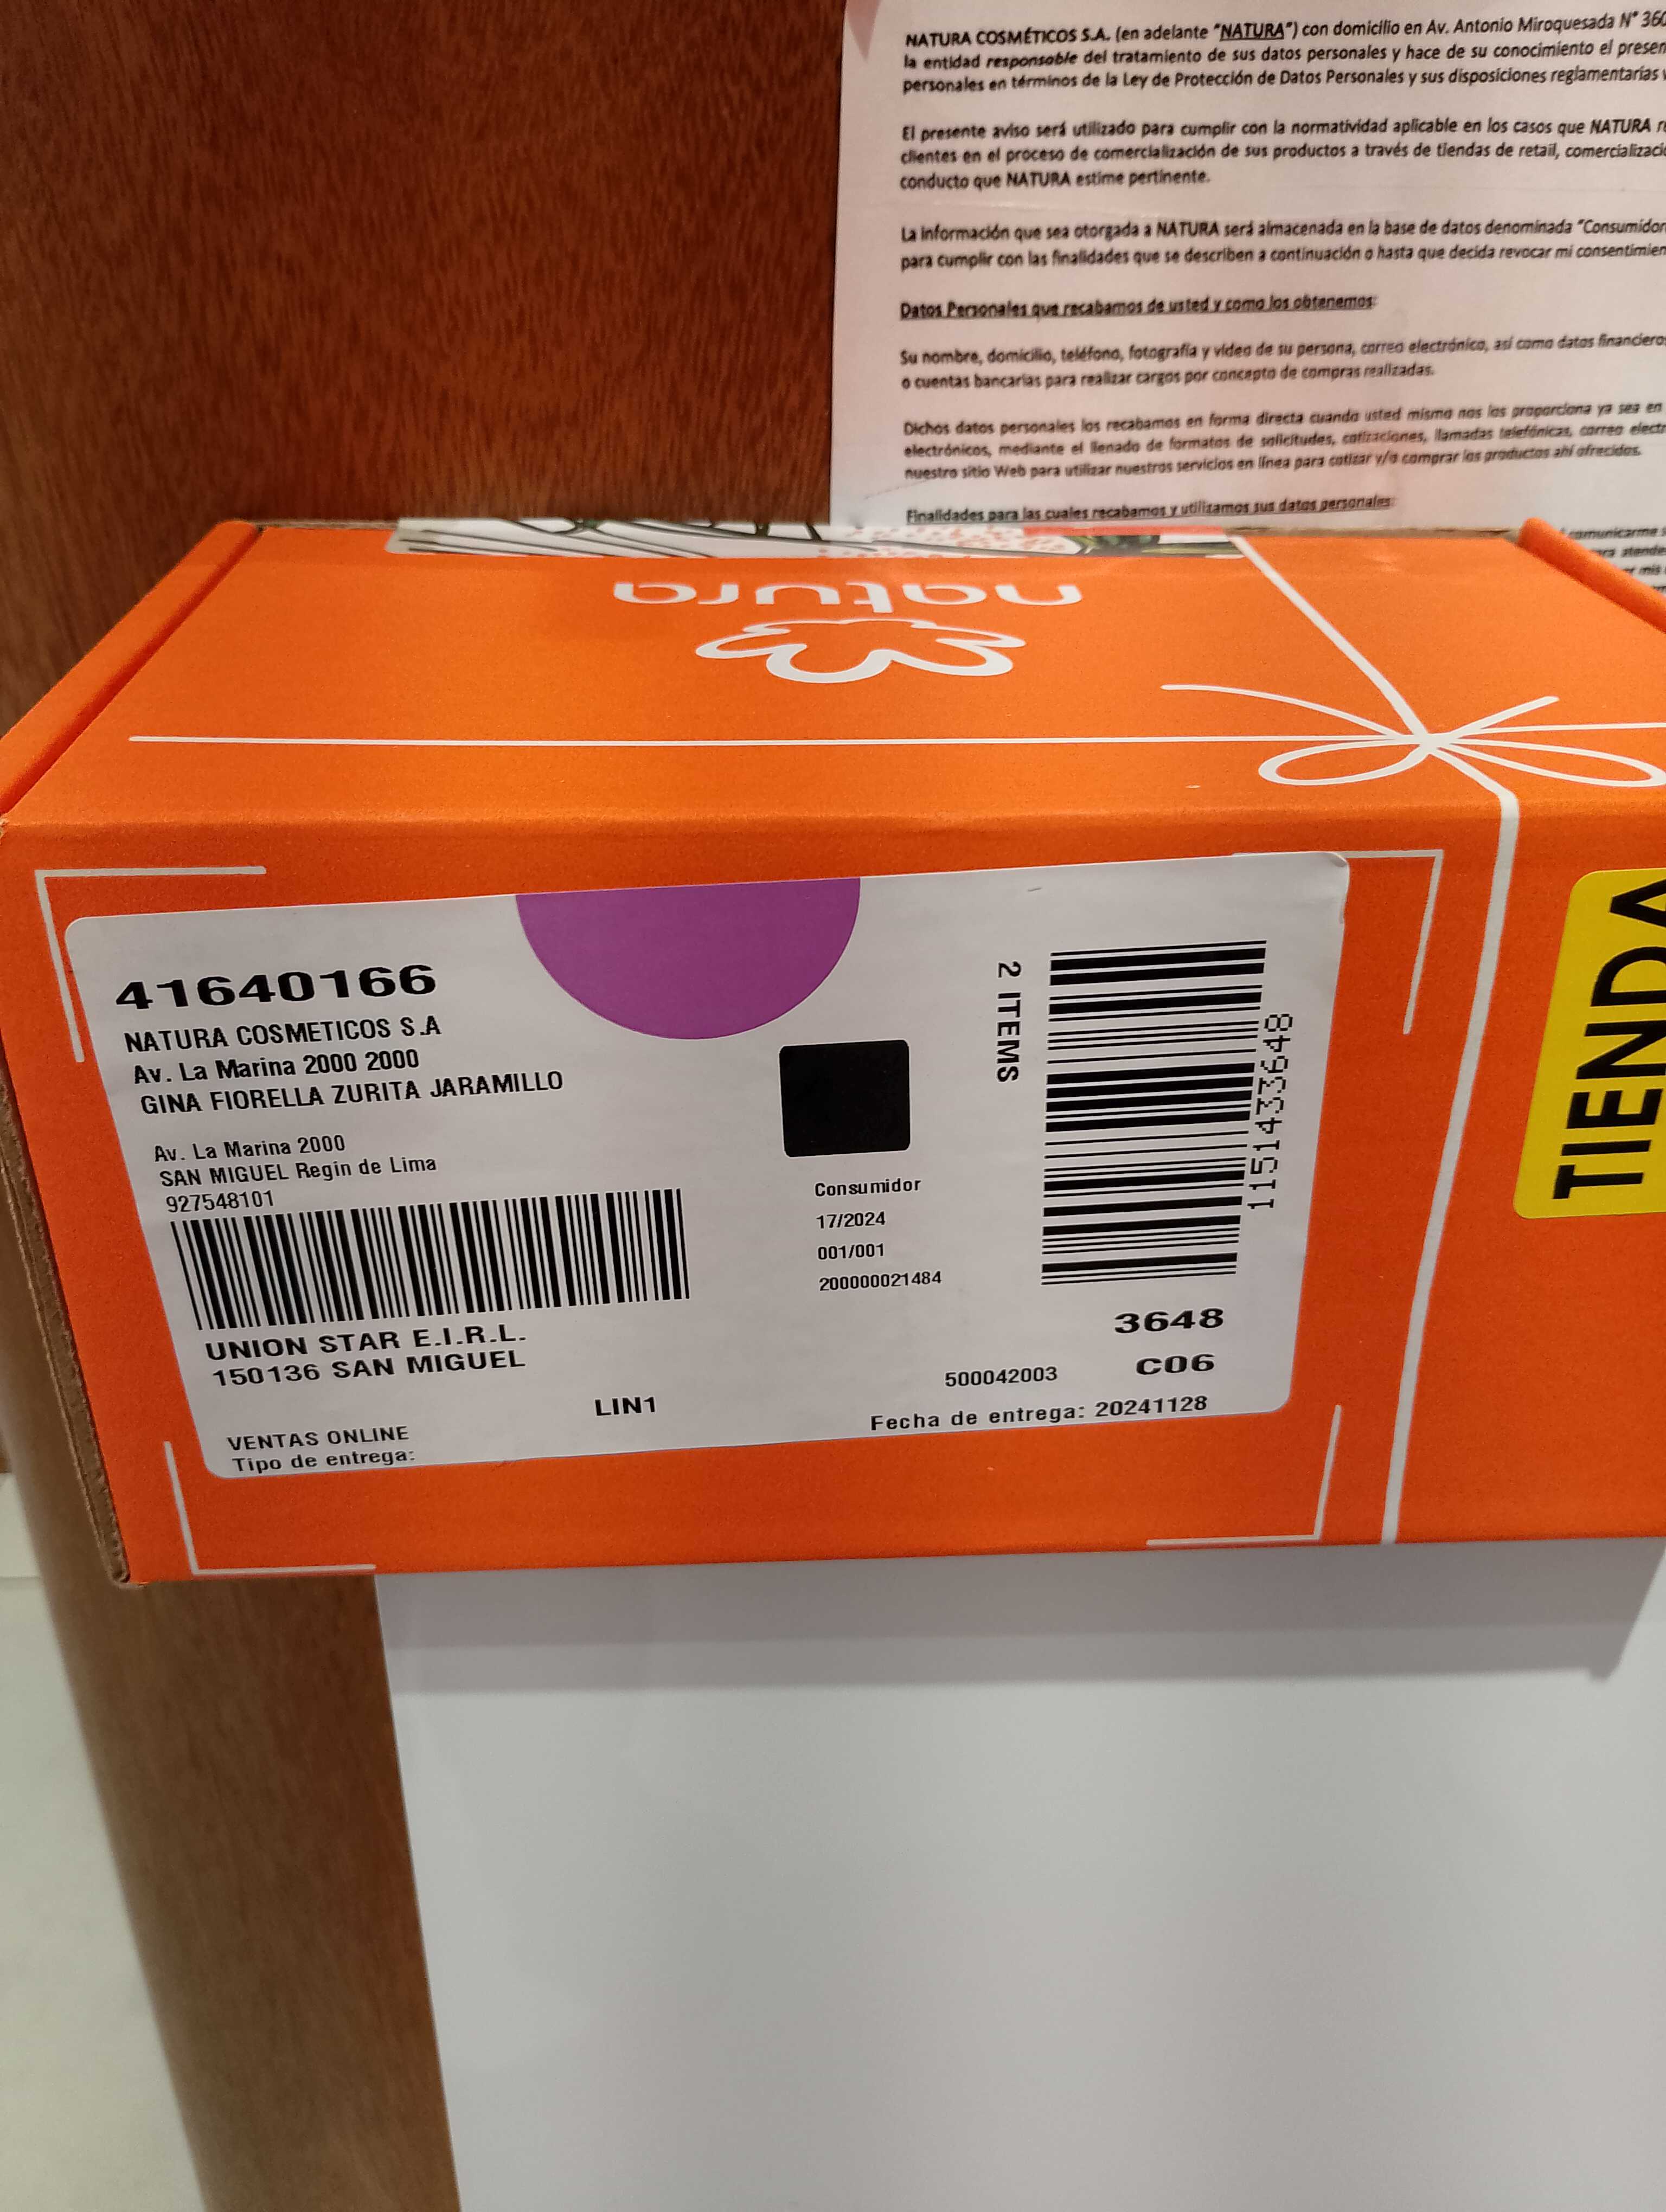 NATURA COSMÉTICOS S.A. (en adelante "NATURA") con domicilio en Av. Antonio Miroquesada N° 360
la entidad responsable del tratamiento de sus datos personales y hace de su conocimiento el presen
personales en términos de la Ley de Protección de Datos Personales y sus disposiciones reglamentarias v
El presente aviso será utilizado para cumplir con la normatividad aplicable en los casos que NATURA re
clientes en el proceso de comercialización de sus productos a través de tiendas de retail, comercializació
conducto que NATURA estime pertinente.
La información que sea otorgada a NATURA será almacenada en la base de datos denominada "Consumidor
para cumplir con las finalidades que se describen a continuación o hasta que decida revocar mi consentimien
Datos Personales que recabamos de usted y como los obtenemos:
Su nombre, domicilio, teléfono, fotografía y video de su persona, correo electrónico, así como datos financieros
o cuentas bancarias para realizar cargos por concepto de compras realizadas.
Dichos datos personales los recabamos en forma directa cuando usted mismo nos los proporciona ya sea en
electrónicos, mediante el llenado de formatos de solicitudes, cotizaciones, llamadas telefónicas, correo electr
nuestro sitio Web para utilizar nuestros servicios en línea para cotizar y/o comprar los productos ahí ofrecidos.
Finalidades para las cuales recabamos y utilizamos sus datos personales:
comunicarme s
atende
mis
natura
41640166
NATURA COSMETICOS S.A
Av. La Marina 2000 2000
GINA FIORELLA ZURITA JARAMILLO
Av. La Marina 2000
SAN MIGUEL Regin de Lima
927548101
UNION STAR E.I.R.L.
150136 SAN MIGUEL
LIN1
VENTAS ONLINE
Tipo de entrega:
2 ITEMS
1151433648
Consumidor
17/2024
001/001
200000021484
3648
500042003
C06
Fecha de entrega: 20241128
TIENDA